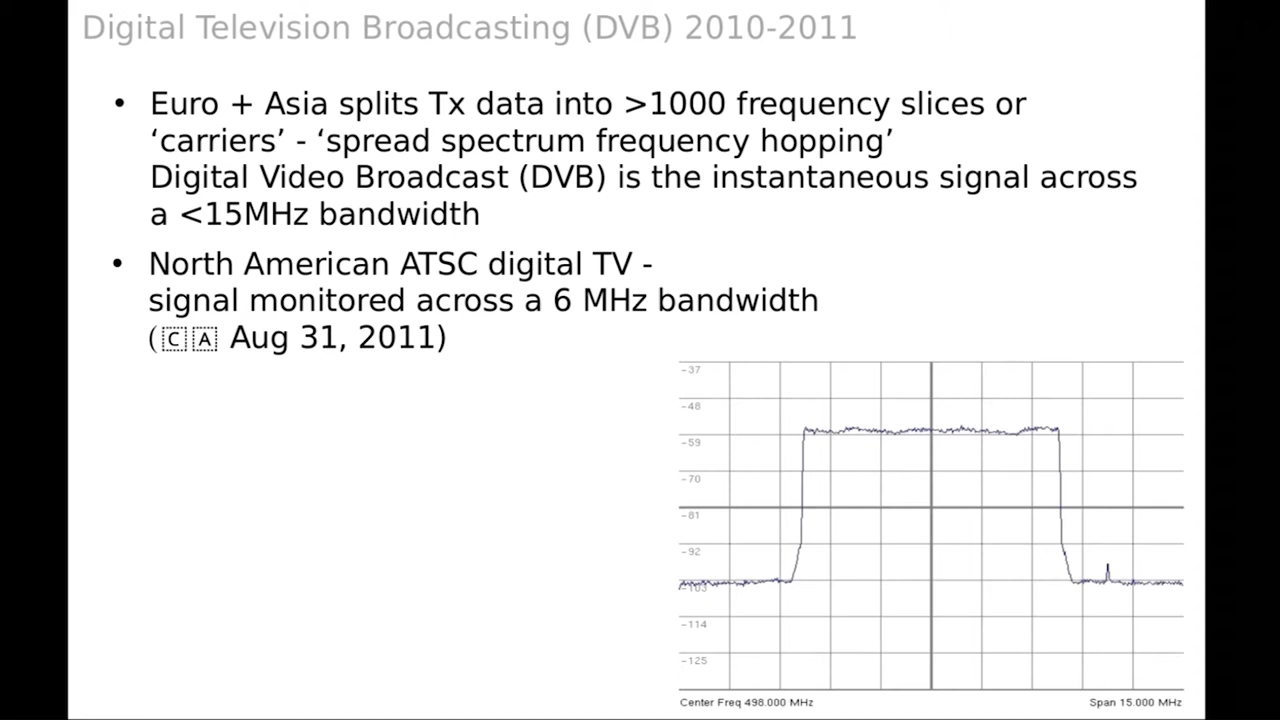 Digital Television Broadcasting (DVB) 2010-2011
• Euro + Asia splits Tx data into >1000 frequency slices or
‘carriers’ - ‘spread spectrum frequency hopping’
Digital Video Broadcast (DVB) is the instantaneous signal across
a <15MHz bandwidth
• North American ATSC digital TV -
signal monitored across a 6 MHz bandwidth
(🇨🇦 Aug 31, 2011)
-37
-48
-59
-70
-81
-92
-103
-114
-125
Center Freq 498.000 MHz
Span 15.000 MHz